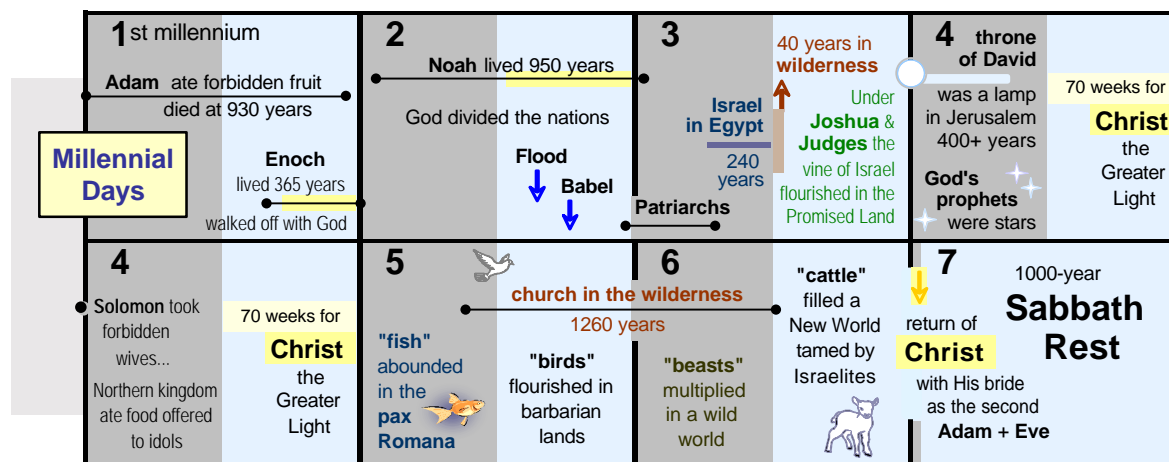 Millennial
Days
1st millennium
Adam ate forbidden fruit
died at 930 years
Enoch
lived 365 years
walked off with God
2
Noah lived 950 years
God divided the nations
Flood
Babel
3
40 years in
wilderness
Israel
in Egypt
240
years
Under
Joshua &
Judges the
vine of Israel
flourished in the
Promised Land
Patriarchs
4
throne
of David
was a lamp
in Jerusalem
400+ years
God's
prophets
were stars
70 weeks for
Christ
the
Greater
Light
4
Solomon took
forbidden
wives...
Northern kingdom
ate food offered
to idols
70 weeks for
Christ
the
Greater
Light
5
church in the wilderness
1260 years
"fish"
abounded
in the
pax
Romana
"birds"
flourished in
barbarian
lands
6
"beasts"
multiplied
in a wild
world
"cattle"
filled a
New World
tamed by
Israelites
7
1000-year
Sabbath
Rest
return of
Christ
with His bride
as the second
Adam + Eve